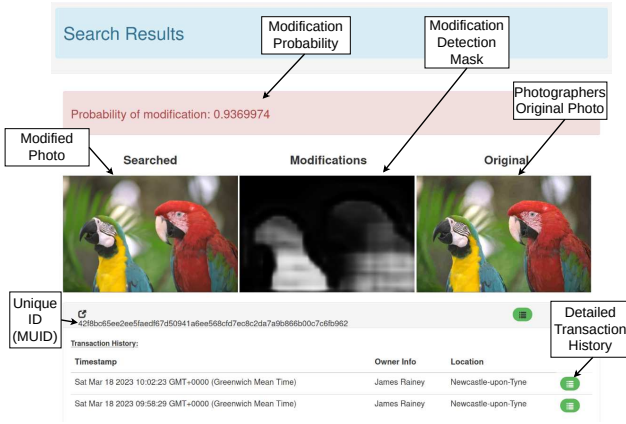 Search Results
Modification
Probability
Modification
Detection
Mask
Probability of modification: 0.9369974
Photographers
Original Photo
Modified
Photo
Searched
Modifications
Original
Unique
ID
(MUID)
42f8bc65ee2ee5faedf67d50941a6ee568cfd7ec8c2da7a9b866b00c7c6fb962
Detailed
Transaction
History
Transaction History:
Timestamp Owner Info Location
Sat Mar 18 2023 10:02:23 GMT+0000 (Greenwich Mean Time) James Rainey Newcastle-upon-Tyne
Sat Mar 18 2023 09:58:29 GMT+0000 (Greenwich Mean Time) James Rainey Newcastle-upon-Tyne